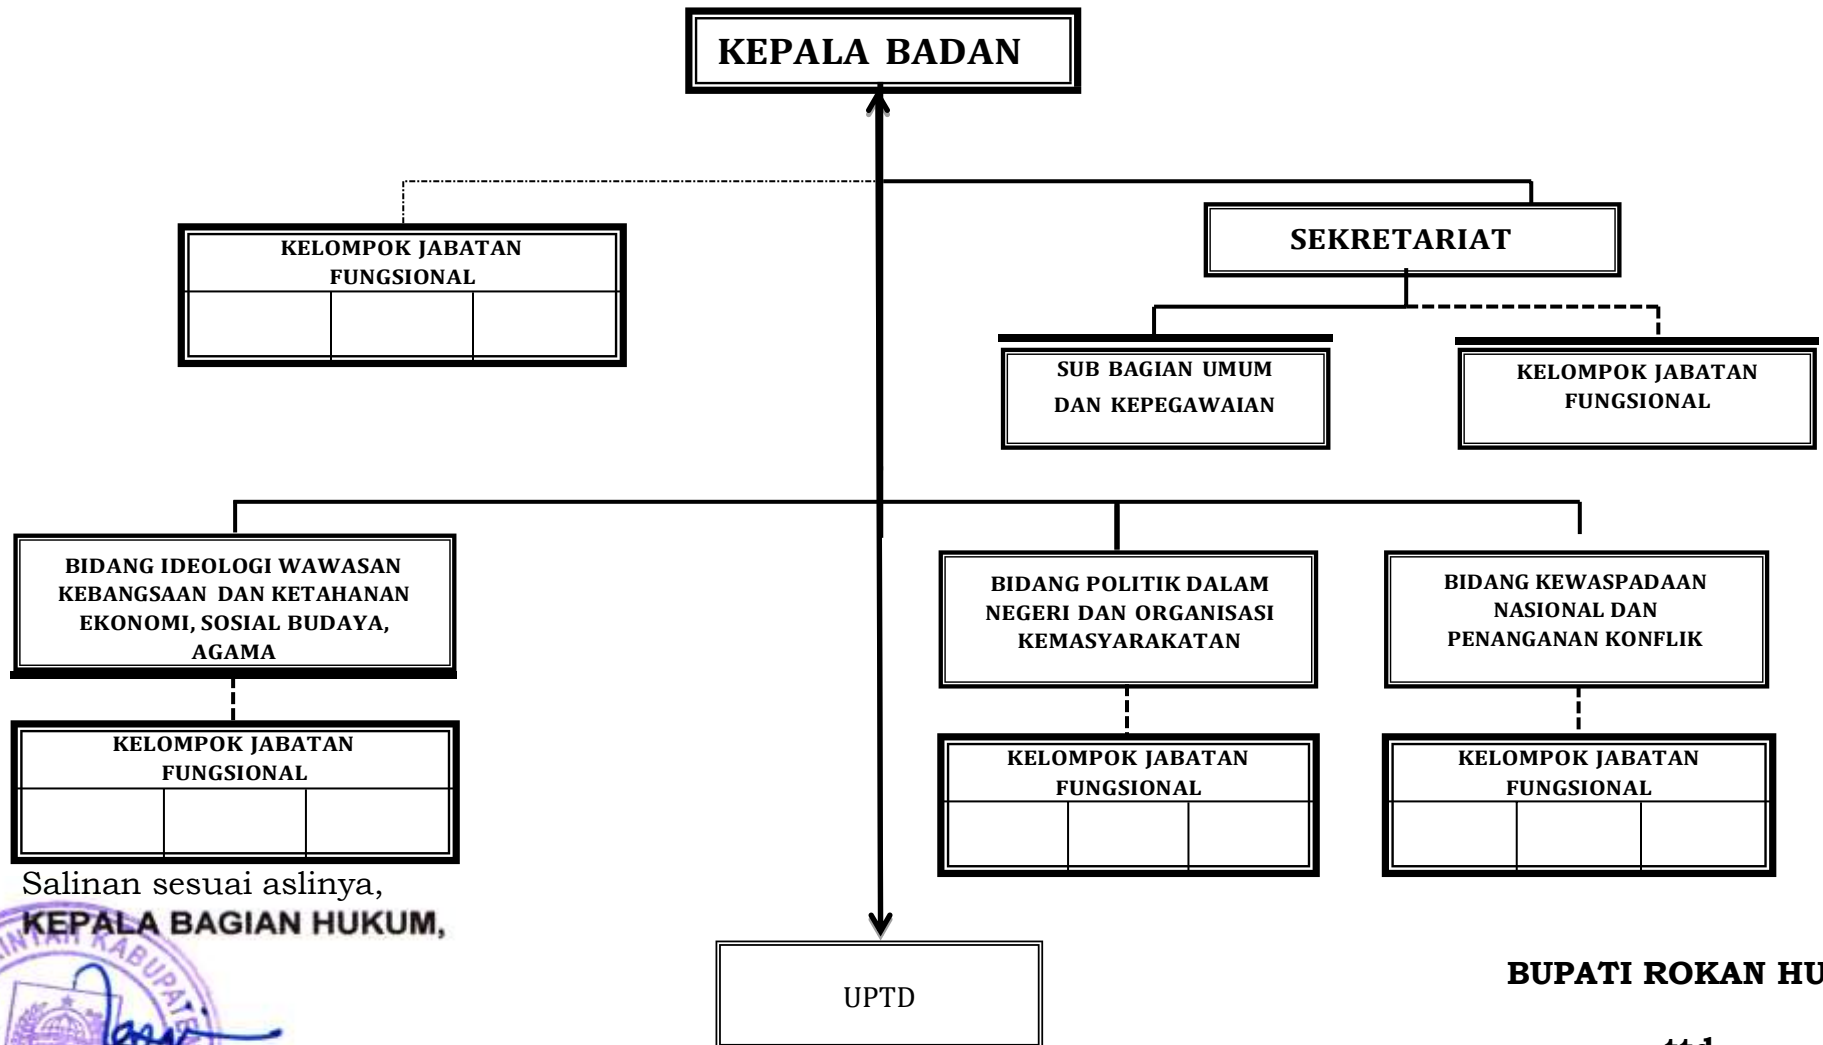 KEPALA BADAN
KELOMPOK JABATAN
FUNGSIONAL
SEKRETARIAT
SUB BAGIAN UMUM
DAN KEPEGAWAIAN
KELOMPOK JABATAN
FUNGSIONAL
BIDANG IDEOLOGI WAWASAN
KEBANGSAAN DAN KETAHANAN
EKONOMI, SOSIAL BUDAYA,
AGAMA
BIDANG POLITIK DALAM
NEGERI DAN ORGANISASI
KEMASYARAKATAN
BIDANG KEWASPADAAN
NASIONAL DAN
PENANGANAN KONFLIK
KELOMPOK JABATAN
FUNGSIONAL
KELOMPOK JABATAN
FUNGSIONAL
KELOMPOK JABATAN
FUNGSIONAL
Salinan sesuai aslinya,
KEPALA BAGIAN HUKUM,
UPTD
BUPATI ROKAN HU